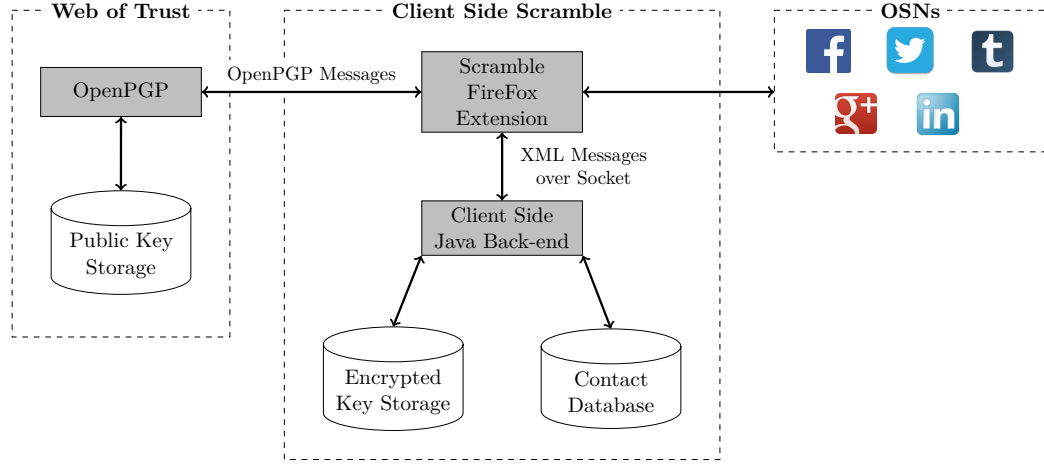 Web of Trust
Client Side Scramble
OSNs
OpenPGP
OpenPGP Messages
Scramble
FireFox
Extension
f
t
g+
in
XML Messages
over Socket
Client Side
Java Back-end
Public Key
Storage
Encrypted
Key Storage
Contact
Database